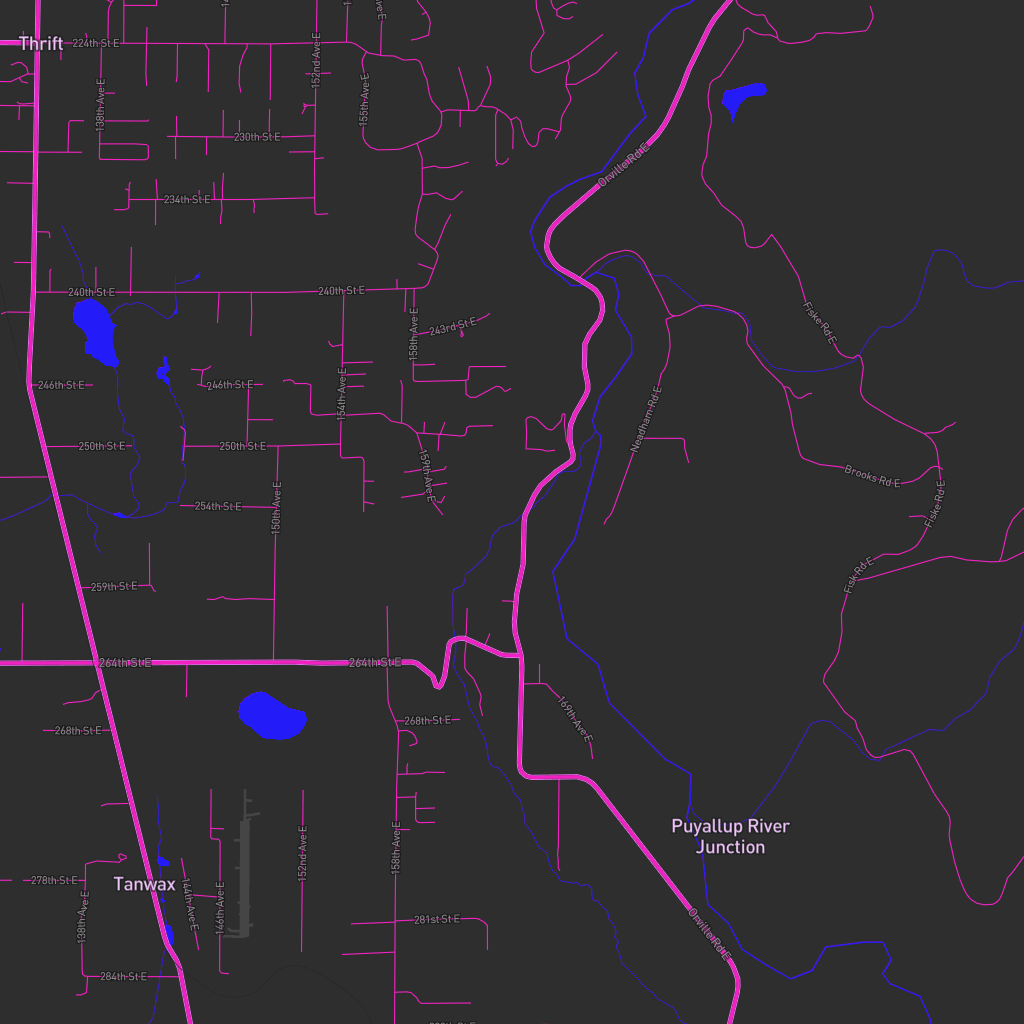 Thrift
224th St E
138th Ave E
152nd Ave E
155th Ave E
230th St E
Orville Rd E
234th St E
240th St E
240th St E
158th Ave E
243rd St E
Fiske Rd E
246th St E
246th St E
154th Ave E
Needham Rd E
250th St E
250th St E
159th Ave E
Brooks Rd E
254th St E
150th Ave E
Fiske Rd E
259th St E
Fisk Rd E
264th St E
264th St E
268th St E
268th St E
169th Ave E
Puyallup River
Junction
152nd Ave E
158th Ave E
278th St E
Tanwax
138th Ave E
144th Ave E
146th Ave E
281st St E
Orville Rd E
284th St E